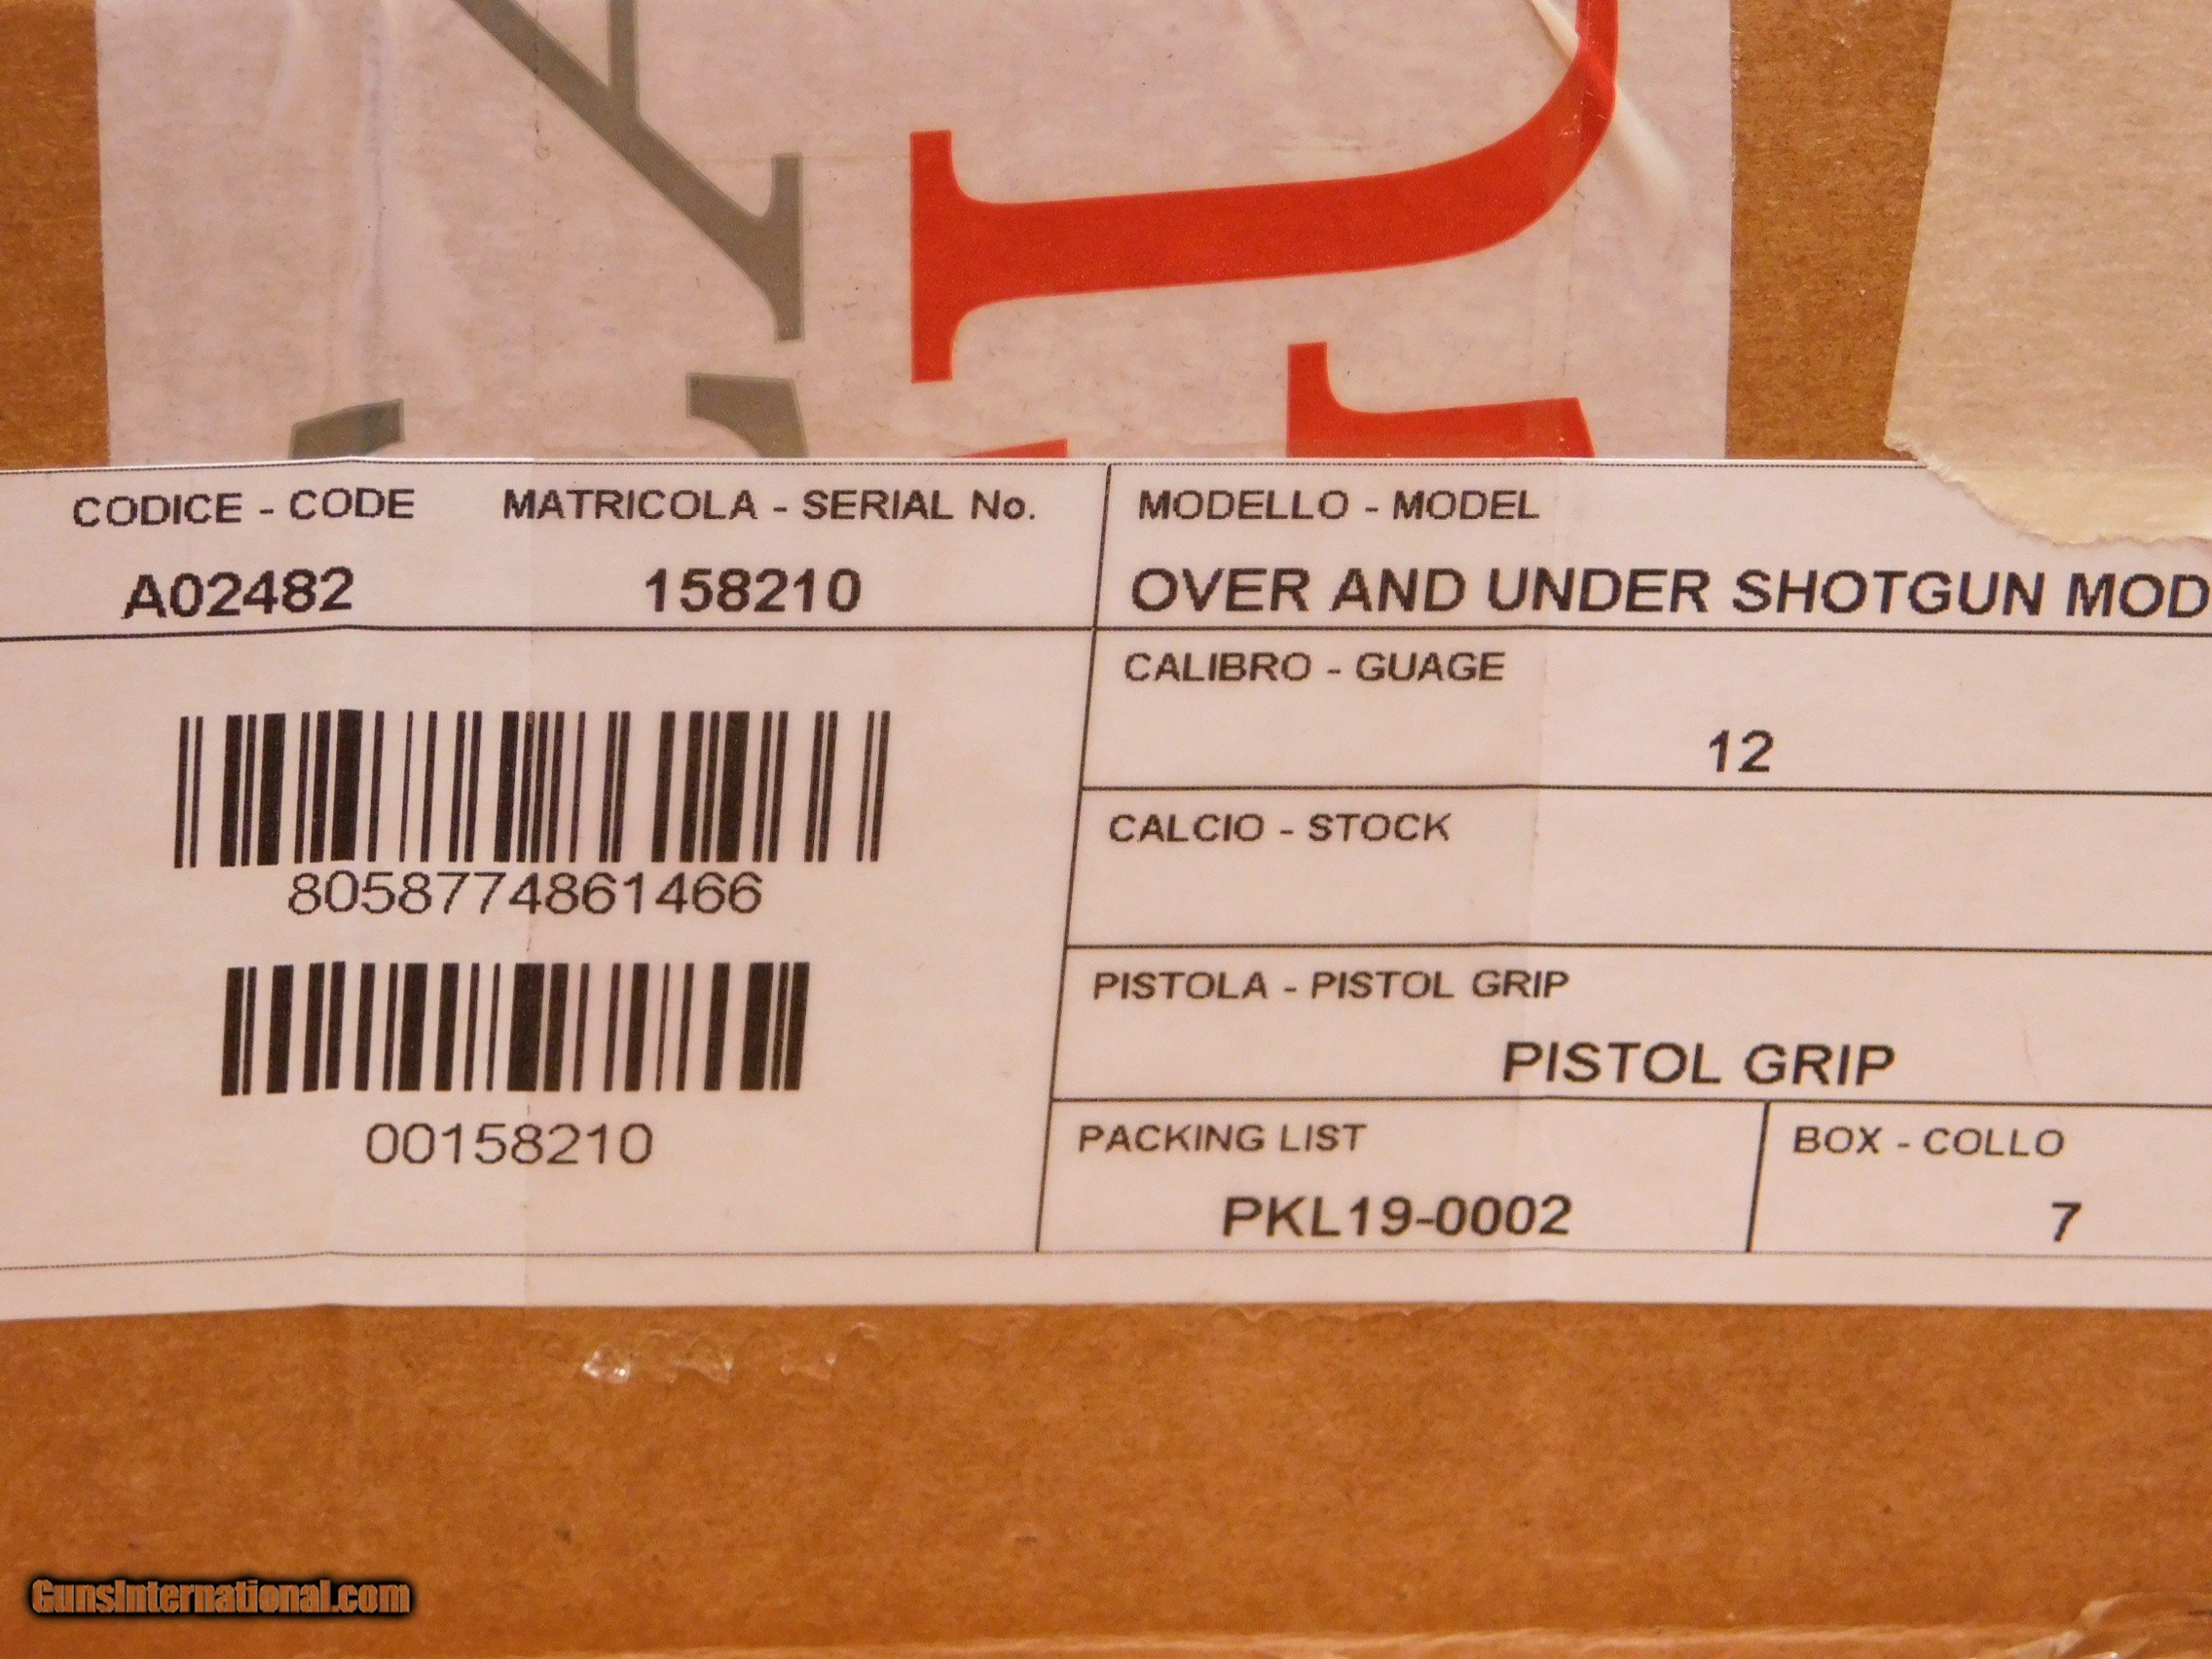 CODICE - CODE MATRICOLA - SERIAL No.
A02482 158210
8058774861466
00158210
MODELLO - MODEL
OVER AND UNDER SHOTGUN MOD
CALIBRO - GUAGE
12
CALCIO - STOCK
PISTOLA - PISTOL GRIP
PISTOL GRIP
PACKING LIST
PKL19-0002
BOX - COLLO
7
GunsInternational.com